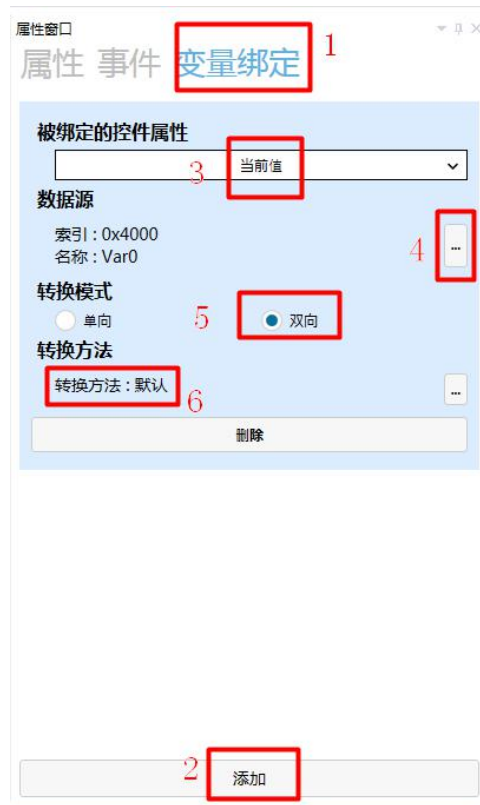 属性窗口
属性 事件 变量绑定 1
被绑定的控件属性
3 当前值
数据源
索引：0x4000
名称：Var0
4 ...
转换模式
单向 5 双向
转换方法
转换方法：默认 6 ...
删除
2 添加